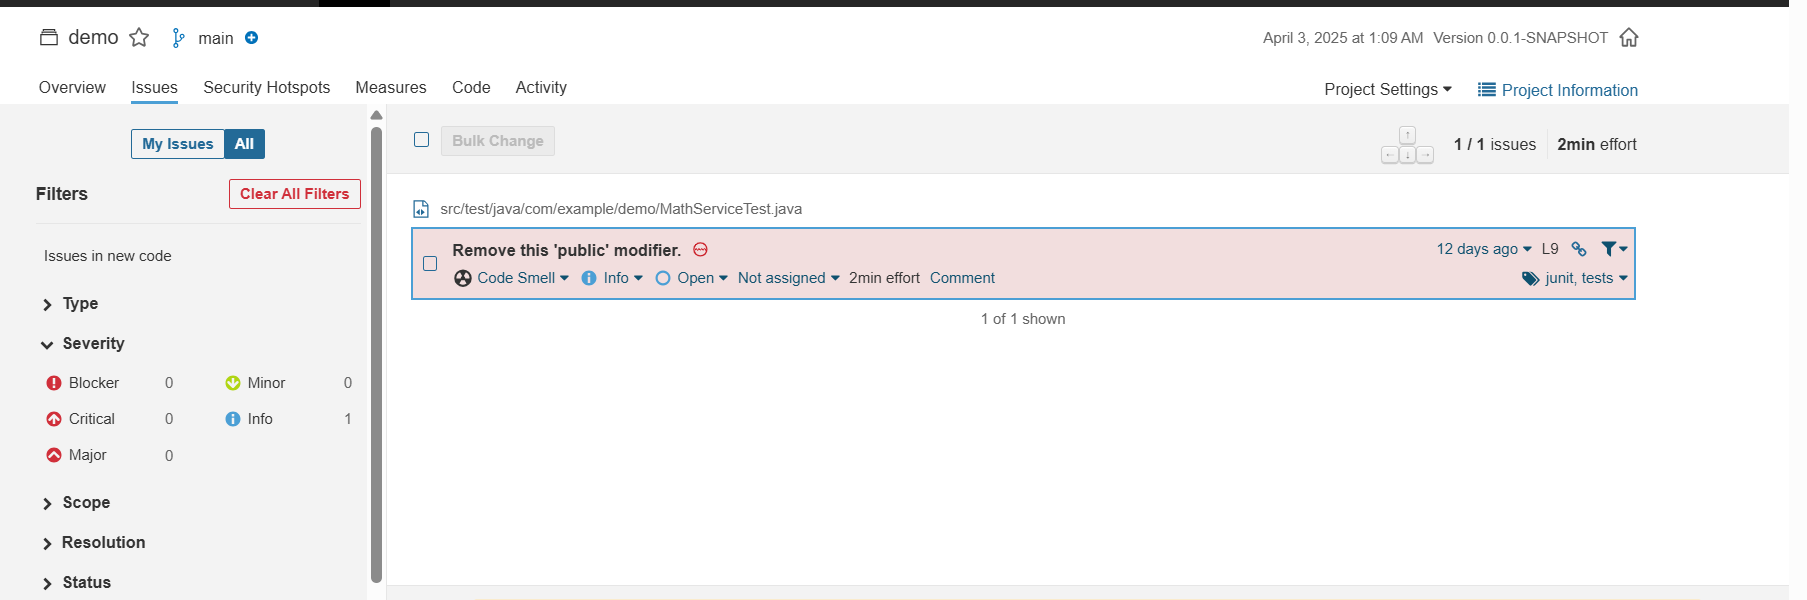 demo main
April 3, 2025 at 1:09 AM Version 0.0.1-SNAPSHOT
Overview Issues Security Hotspots Measures Code Activity
Project Settings Project Information
My Issues All
Filters Clear All Filters
Issues in new code
Type
Severity
Blocker 0 Minor 0
Critical 0 Info 1
Major 0
Scope
Resolution
Status
Bulk Change
1 / 1 issues 2min effort
src/test/java/com/example/demo/MathServiceTest.java
Remove this 'public' modifier. 12 days ago L9
Code Smell Info Open Not assigned 2min effort Comment junit, tests
1 of 1 shown